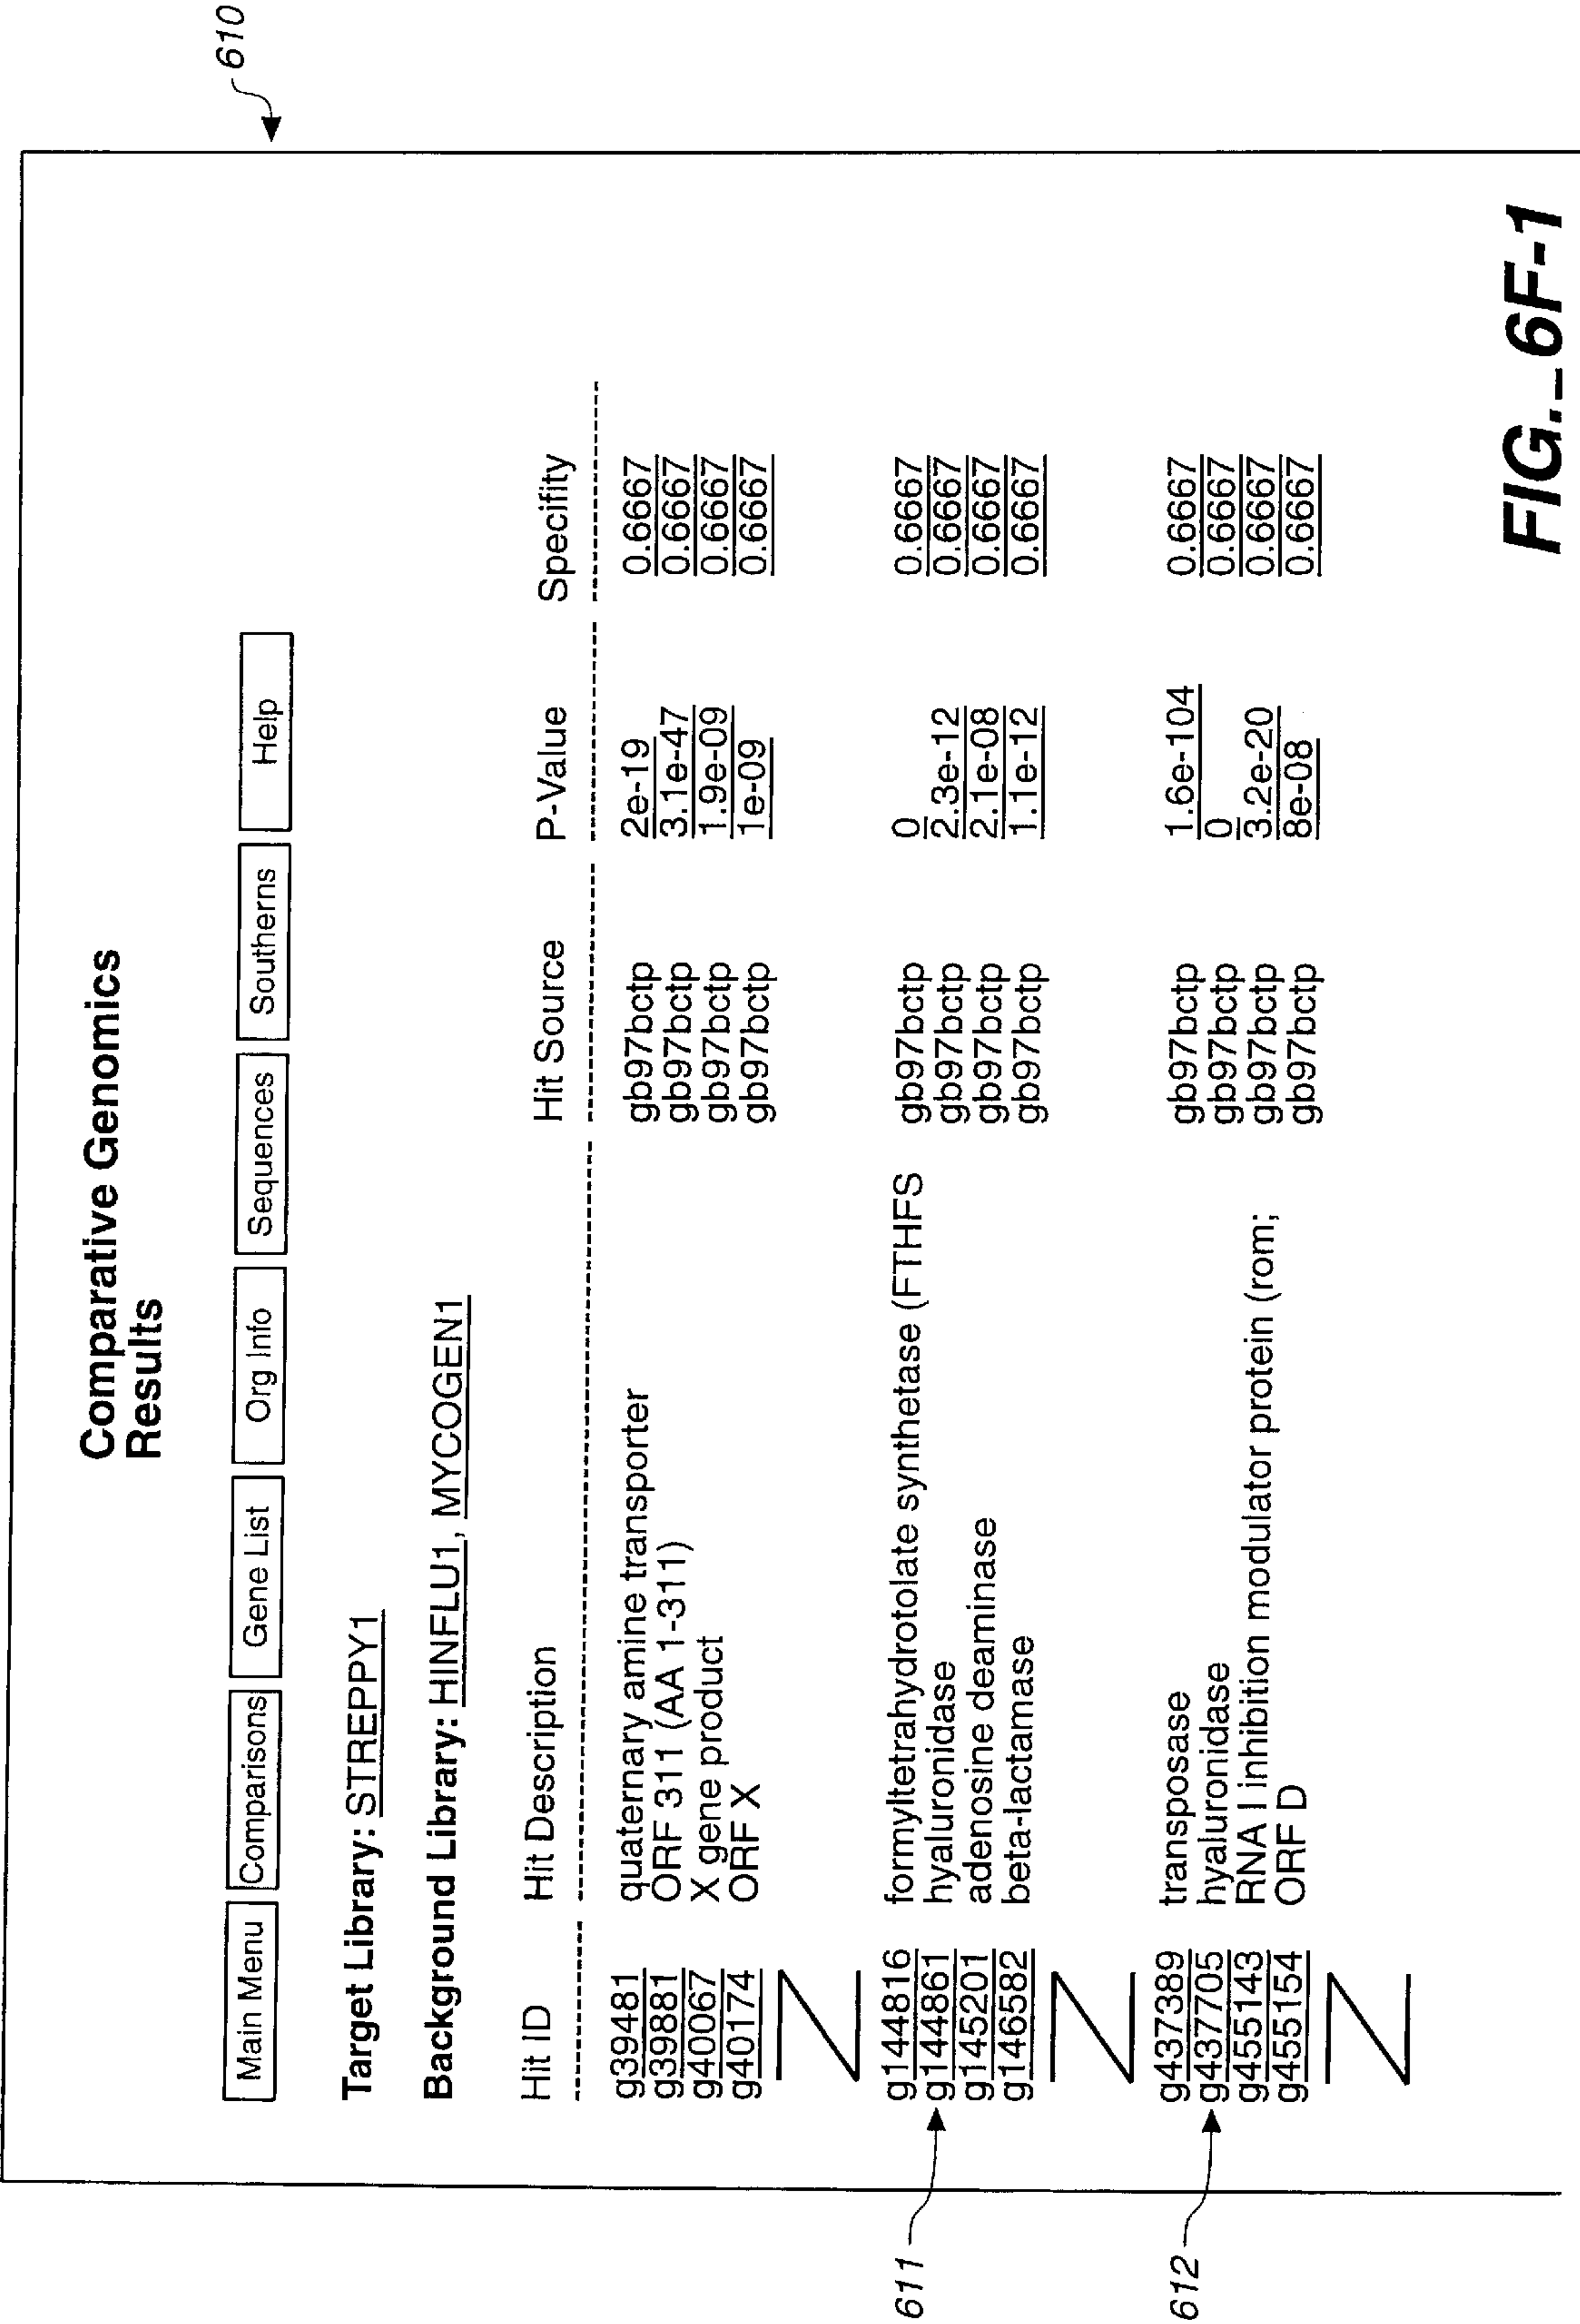 Comparative Genomics
Results
610
Main Menu Comparisons Gene List Org Info Sequences Southerns Help
Target Library: STREPPY1
Background Library: HINFLU1, MYCOGEN1
Hit ID Hit Description Hit Source P-Value Specifity
g39481 quaternary amine transporter gb97bctp 2e-19 0.6667
g39881 ORF 311 (AA 1-311) gb97bctp 3.1e-47 0.6667
g40067 X gene product gb97bctp 1.9e-09 0.6667
g40174 ORF X gb97bctp 1e-09 0.6667
g144816 formyltetrahydrotolate synthetase (FTHFS gb97bctp 0 0.6667
611 g144861 hyaluronidase gb97bctp 2.3e-12 0.6667
g145201 adenosine deaminase gb97bctp 2.1e-08 0.6667
g146582 beta-lactamase gb97bctp 1.1e-12 0.6667
g437389 transposase gb97bctp 1.6e-104 0.6667
612 g437705 hyaluronidase gb97bctp 0 0.6667
g455143 RNA I inhibition modulator protein (rom; gb97bctp 3.2e-20 0.6667
g455154 ORF D gb97bctp 8e-08 0.6667
FIG._6F-1